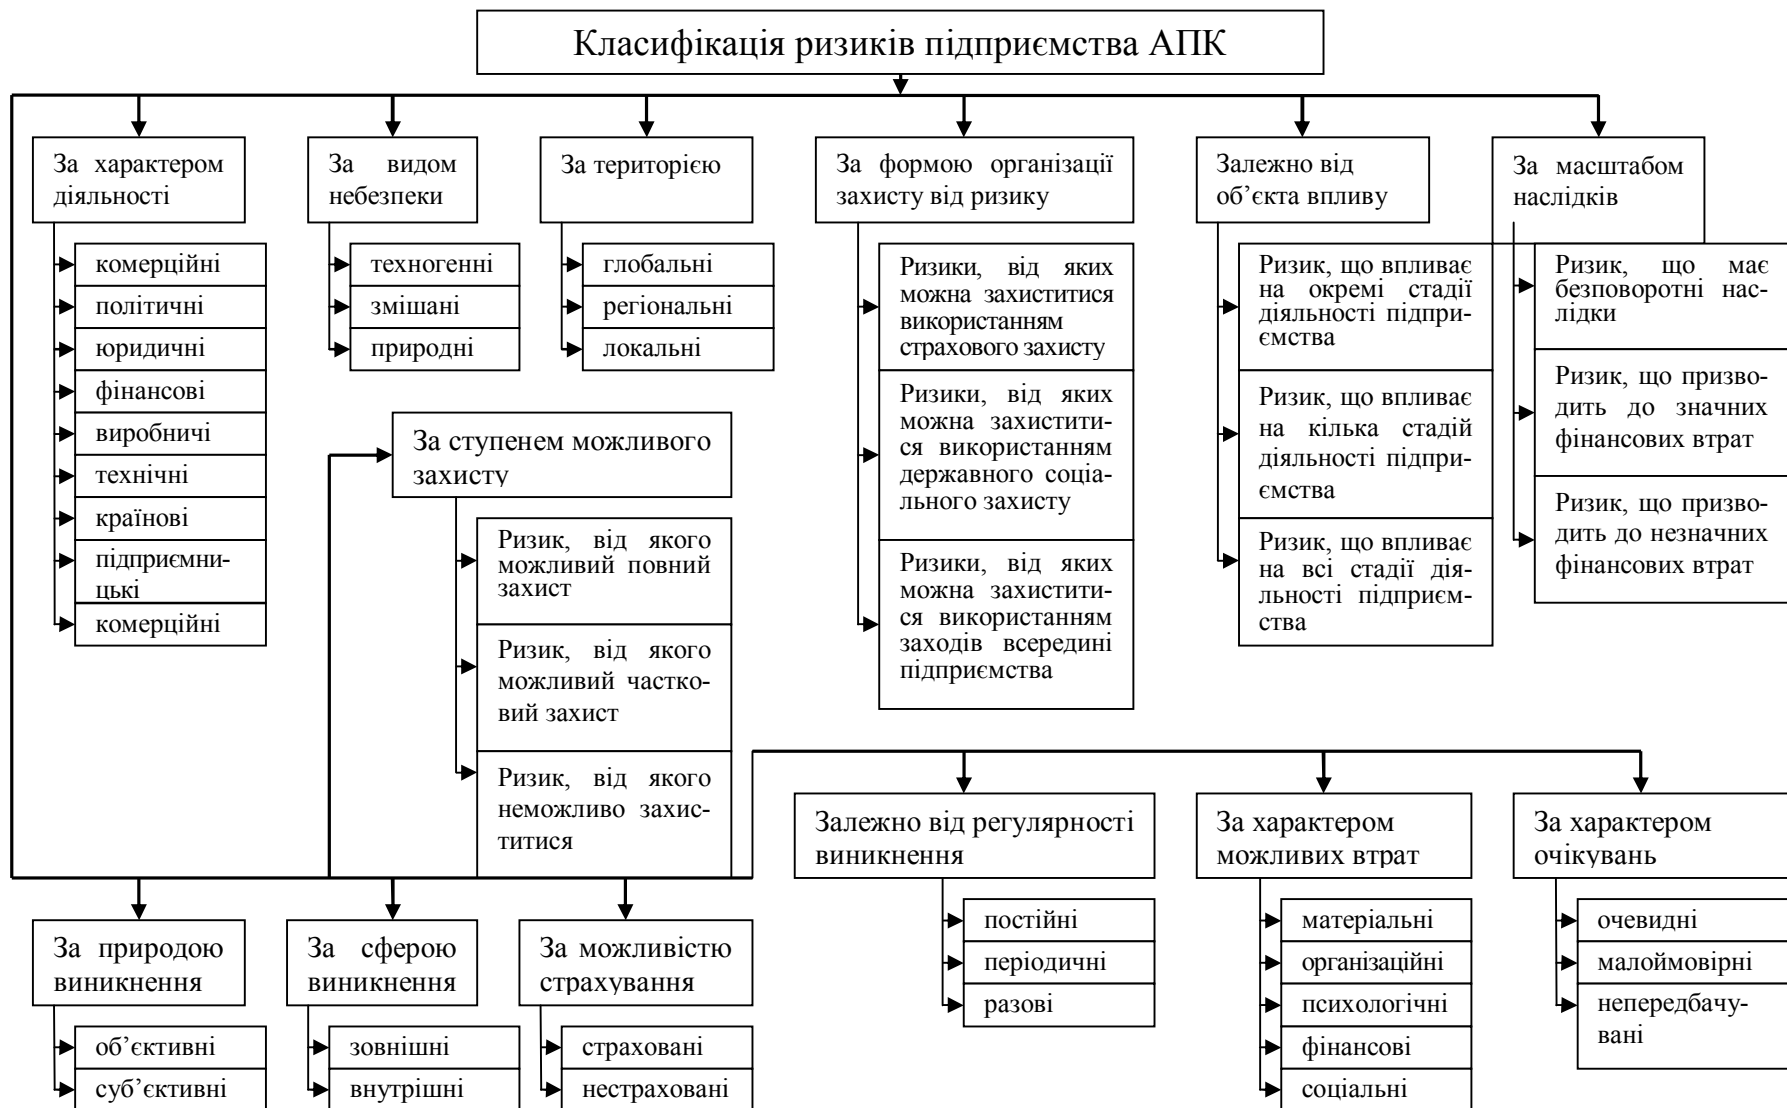 Класифікація ризиків підприємства АПК
За характером
діяльності
комерційні
політичні
юридичні
фінансові
виробничі
технічні
країнові
підприємни-
цькі
комерційні
За видом
небезпеки
техногенні
змішані
природні
За територією
глобальні
регіональні
локальні
За формою організації
захисту від ризику
Ризики, від яких
можна захиститися
використанням
страхового захисту
Ризики, від яких
можна захистити-
ся використанням
державного соціа-
льного захисту
Ризики, від яких
можна захистити-
ся використанням
заходів всередині
підприємства
Залежно від
об’єкта впливу
Ризик, що впливає
на окремі стадії
діяльності підпри-
ємства
Ризик, що впливає
на кілька стадій
діяльності підпри-
ємства
Ризик, що впливає
на всі стадії дія-
льності підприєм-
ства
За масштабом
наслідків
Ризик, що має
безповоротні нас-
лідки
Ризик, що призво-
дить до значних
фінансових втрат
Ризик, що призво-
дить до незначних
фінансових втрат
За ступенем можливого
захисту
Ризик, від якого
можливий повний
захист
Ризик, від якого
можливий частко-
вий захист
Ризик, від якого
неможливо захис-
титися
За природою
виникнення
об’єктивні
суб’єктивні
За сферою
виникнення
зовнішні
внутрішні
За можливістю
страхування
страховані
нестраховані
Залежно від регулярності
виникнення
постійні
періодичні
разові
За характером
можливих втрат
матеріальні
організаційні
психологічні
фінансові
соціальні
За характером
очікувань
очевидні
малоймовірні
непередбачу-
вані